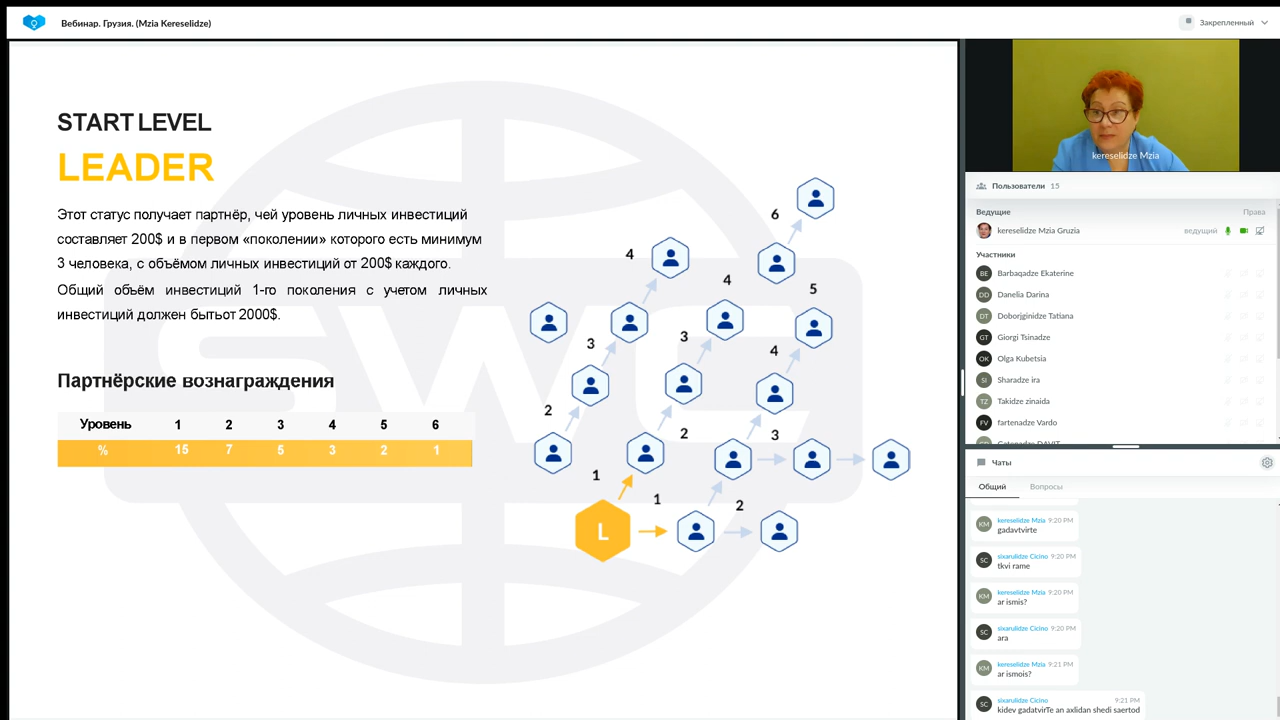 Вебинар. Грузия. (Mzia Kereselidze)
Закрепленный
START LEVEL
LEADER
Этот статус получает партнёр, чей уровень личных инвестиций
составляет 200$ и в первом «поколении» которого есть минимум
3 человека, с объёмом личных инвестиций от 200$ каждого.
Общий объём инвестиций 1-го поколения с учетом личных
инвестиций должен бытьот 2000$.
Партнёрские вознаграждения
Уровень 1 2 3 4 5 6
% 15 7 5 3 2 1
6
4
4
5
3
3
4
2
2
3
1
1
2
L
SWC
kereselidze Mzia
Пользователи 15
Ведущие Права
kereselidze Mzia Gruzia ведущий
Участники
BE Barbaqadze Ekaterine
DD Danelia Darina
DT Doborjginidze Tatiana
GT Giorgi Tsinadze
OK Olga Kubetsia
SI Sharadze ira
TZ Takidze zinaida
FV fartenadze Vardo
Чаты
Общий Вопросы
KM kereselidze Mzia 9:20 PM
gadavtvirte
SC sixarulidze Cicino 9:20 PM
tkvi rame
KM kereselidze Mzia 9:20 PM
ar ismis?
SC sixarulidze Cicino 9:20 PM
ara
KM kereselidze Mzia 9:21 PM
ar ismois?
SC sixarulidze Cicino 9:21 PM
kidev gadatvirTe an axlidan shedi saertod